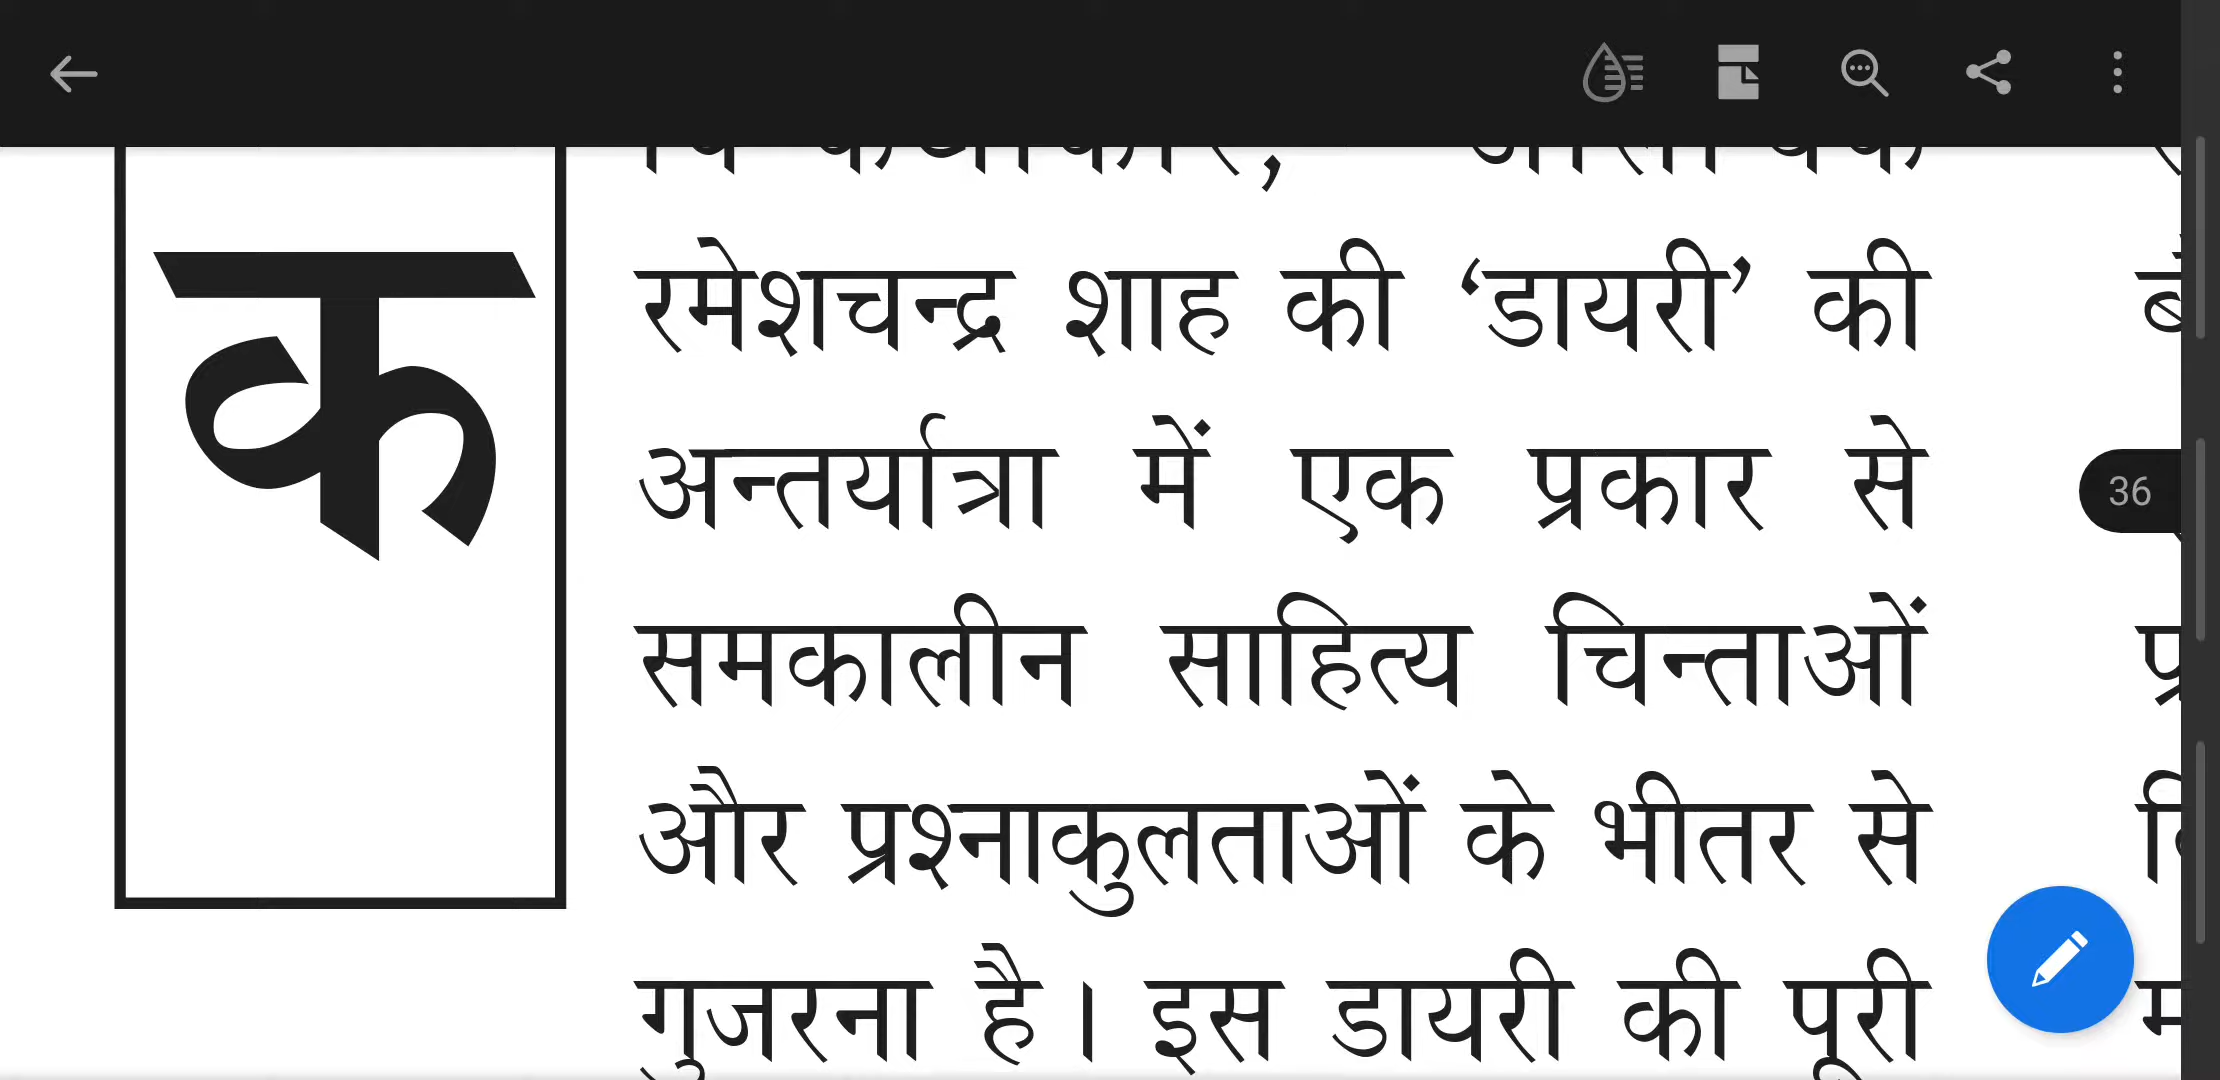 क
रमेशचन्द्र शाह की ‘डायरी’ की
अन्तर्यात्रा में एक प्रकार से
समकालीन साहित्य चिन्ताओं
और प्रश्नाकुलताओं के भीतर से
गुजरना है। इस डायरी की पूरी
36